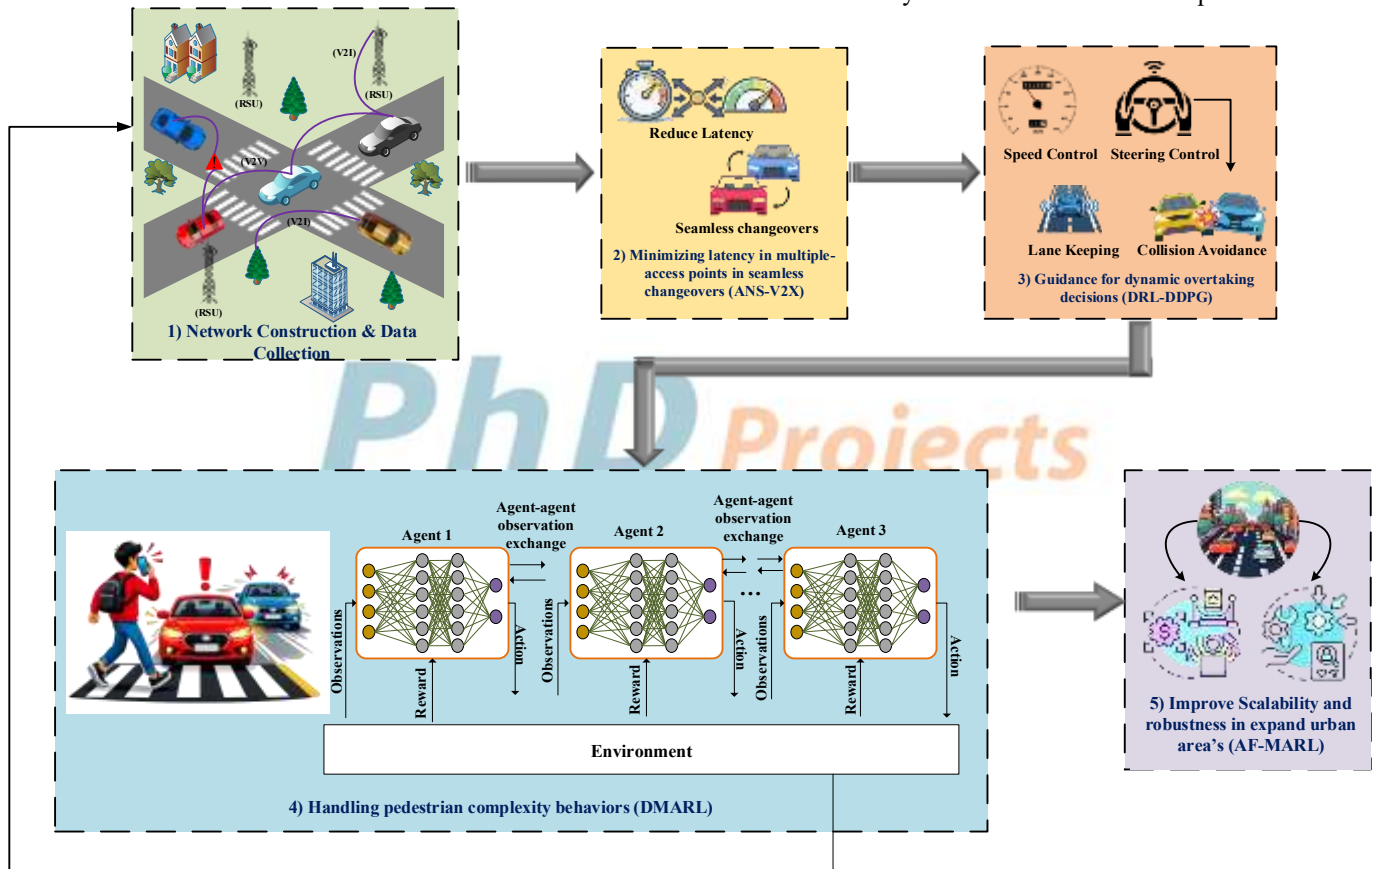 (V2I)
(RSU)
(RSU)
(V2V)
(V2I)
(RSU)
1) Network Construction & Data
Collection
Reduce Latency
Seamless changeovers
2) Minimizing latency in multiple-
access points in seamless
changeovers (ANS-V2X)
Speed Control
Steering Control
Lane Keeping
Collision Avoidance
3) Guidance for dynamic overtaking
decisions (DRL-DDPG)
PhD Projects
Agent 1
Agent-agent
observation
exchange
Agent 2
Agent-agent
observation
exchange
Agent 3
...
Observations
Reward
Action
Observations
Reward
Action
Observations
Reward
Action
Environment
4) Handling pedestrian complexity behaviors (DMARL)
5) Improve Scalability and
robustness in expand urban
area’s (AF-MARL)